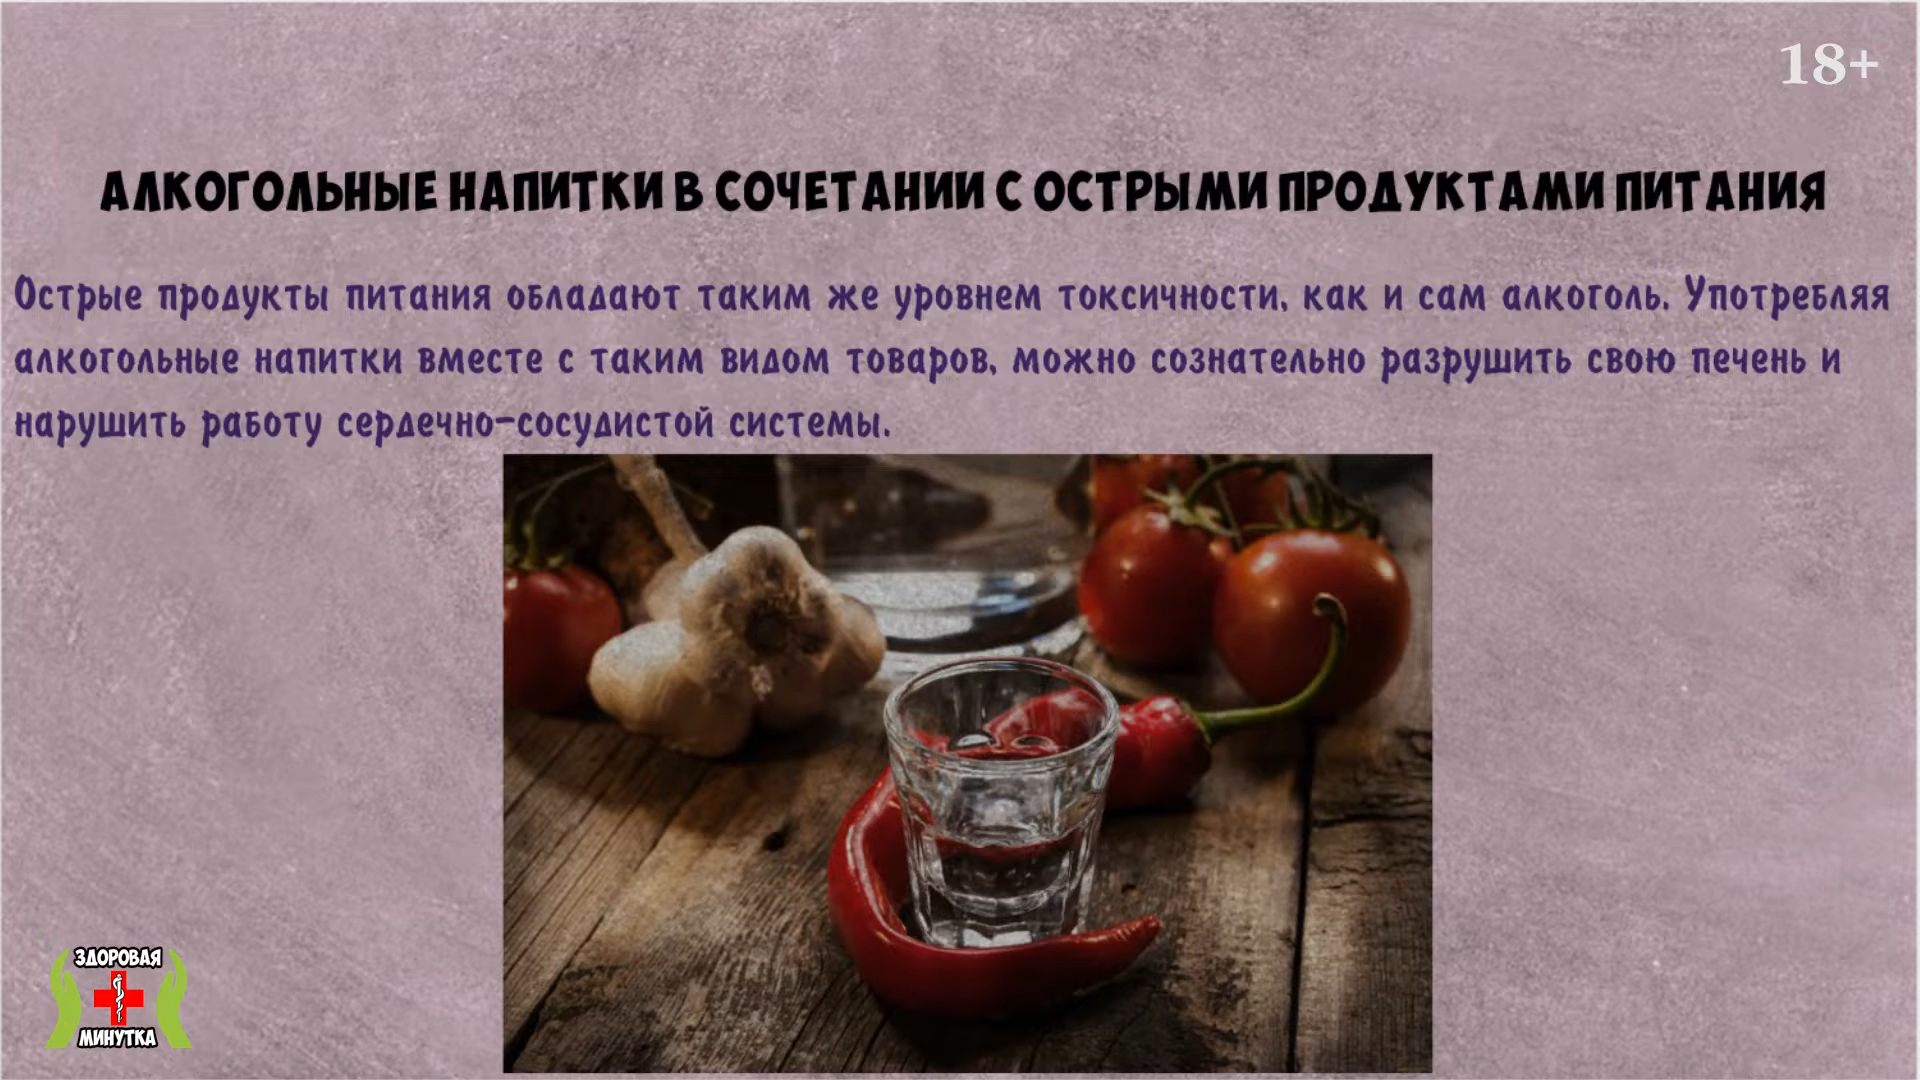 18+
АЛКОГОЛЬНЫЕ НАПИТКИ В СОЧЕТАНИИ С ОСТРЫМИ ПРОДУКТАМИ ПИТАНИЯ
Острые продукты питания обладают таким же уровнем токсичности, как и сам алкоголь. Употребляя
алкогольные напитки вместе с таким видом товаров, можно сознательно разрушить свою печень и
нарушить работу сердечно-сосудистой системы.
ЗДОРОВАЯ
МИНУТКА